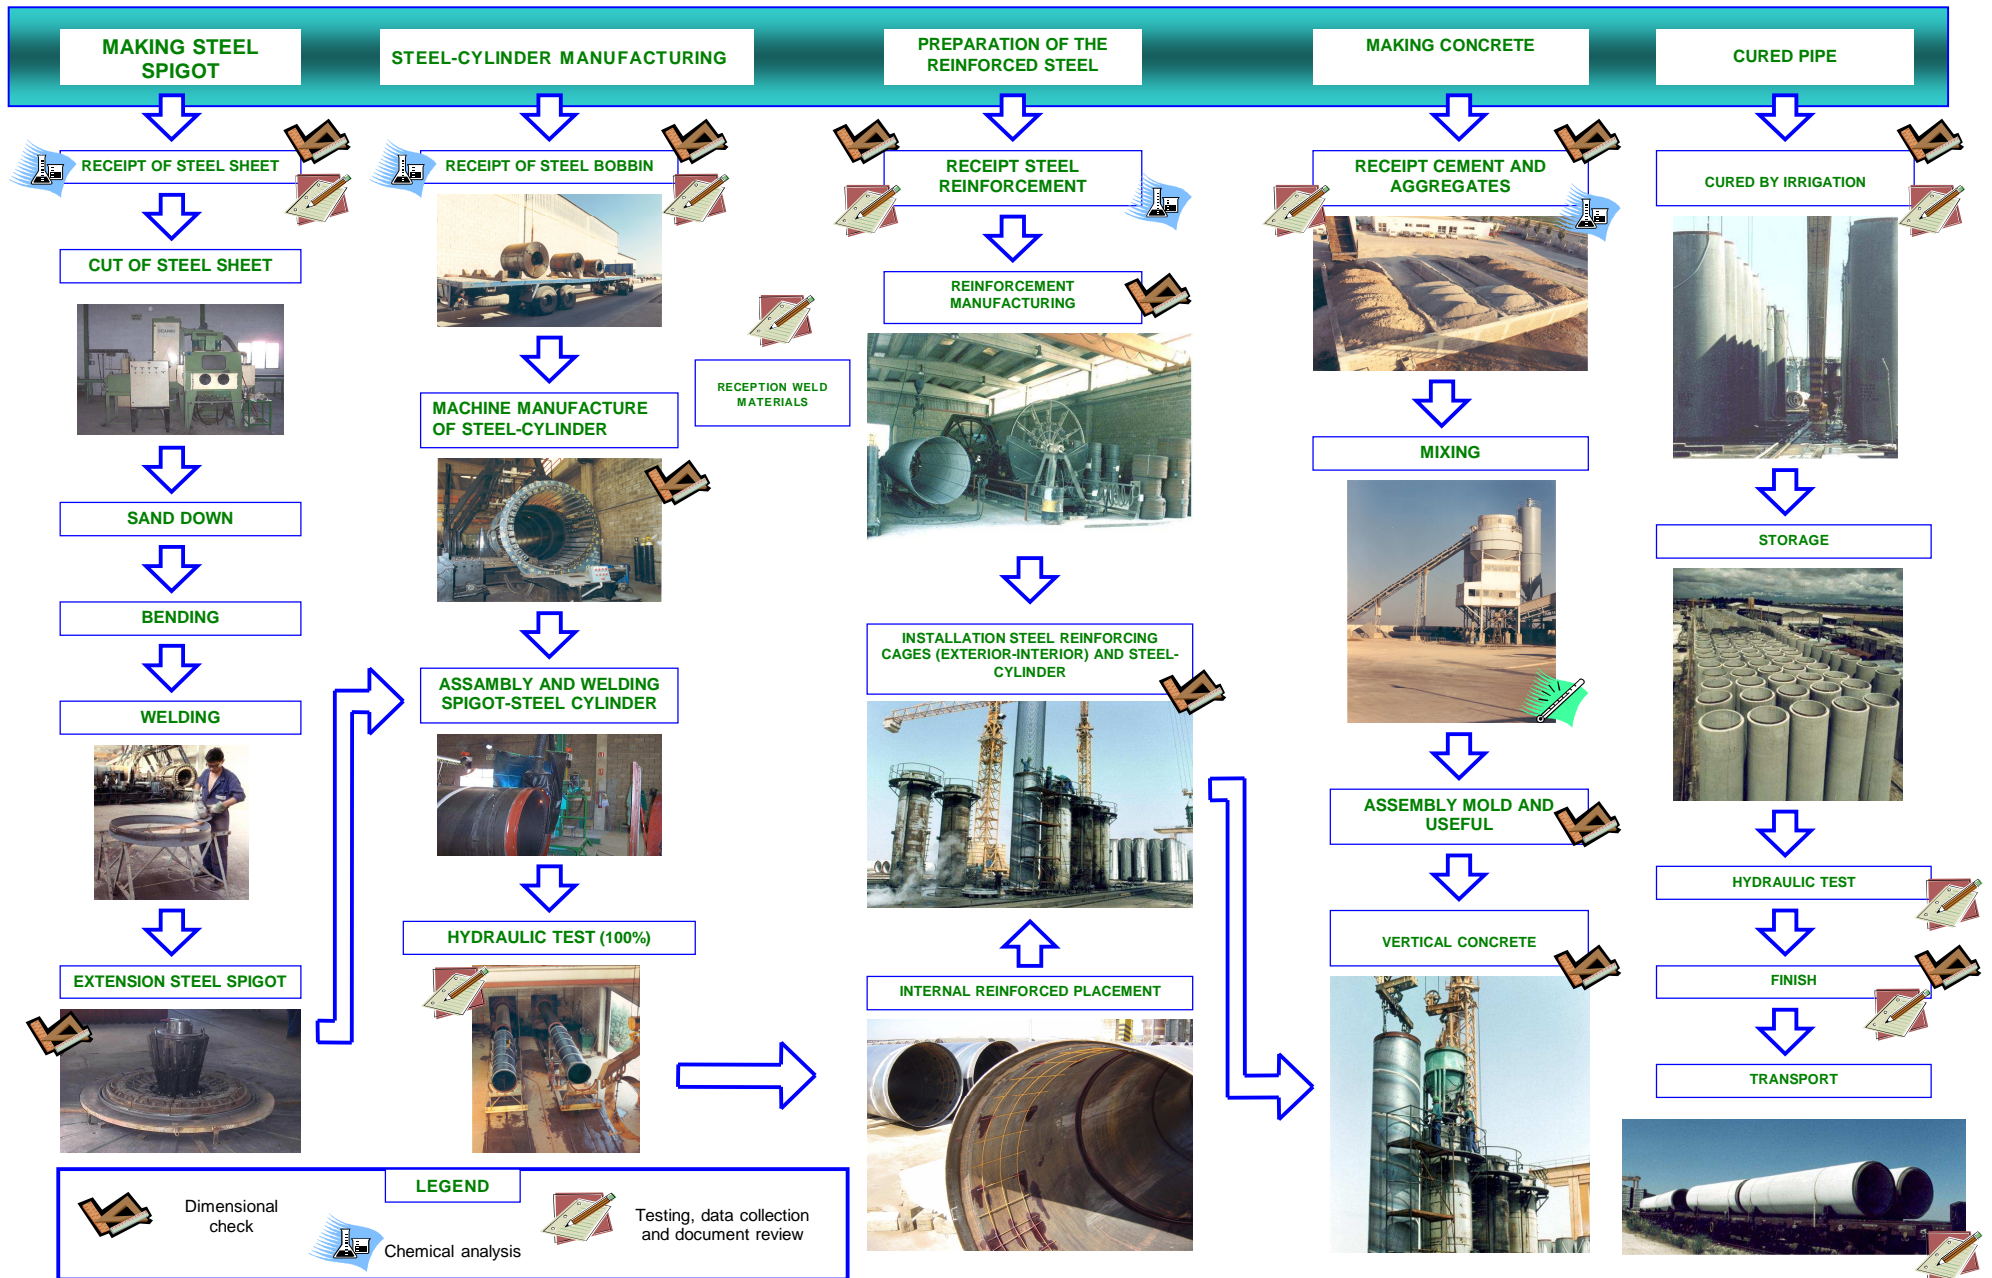 MAKING STEEL
SPIGOT
STEEL-CYLINDER MANUFACTURING
PREPARATION OF THE
REINFORCED STEEL
MAKING CONCRETE
CURED PIPE
RECEIPT OF STEEL SHEET
CUT OF STEEL SHEET
SAND DOWN
BENDING
WELDING
EXTENSION STEEL SPIGOT
RECEIPT OF STEEL BOBBIN
MACHINE MANUFACTURE
OF STEEL-CYLINDER
RECEPTION WELD
MATERIALS
ASSAMBLY AND WELDING
SPIGOT-STEEL CYLINDER
HYDRAULIC TEST (100%)
RECEIPT STEEL
REINFORCEMENT
REINFORCEMENT
MANUFACTURING
INSTALLATION STEEL REINFORCING
CAGES (EXTERIOR-INTERIOR) AND STEEL-
CYLINDER
INTERNAL REINFORCED PLACEMENT
RECEIPT CEMENT AND
AGGREGATES
MIXING
ASSEMBLY MOLD AND
USEFUL
VERTICAL CONCRETE
CURED BY IRRIGATION
STORAGE
HYDRAULIC TEST
FINISH
TRANSPORT
LEGEND
Dimensional
check
Chemical analysis
Testing, data collection
and document review